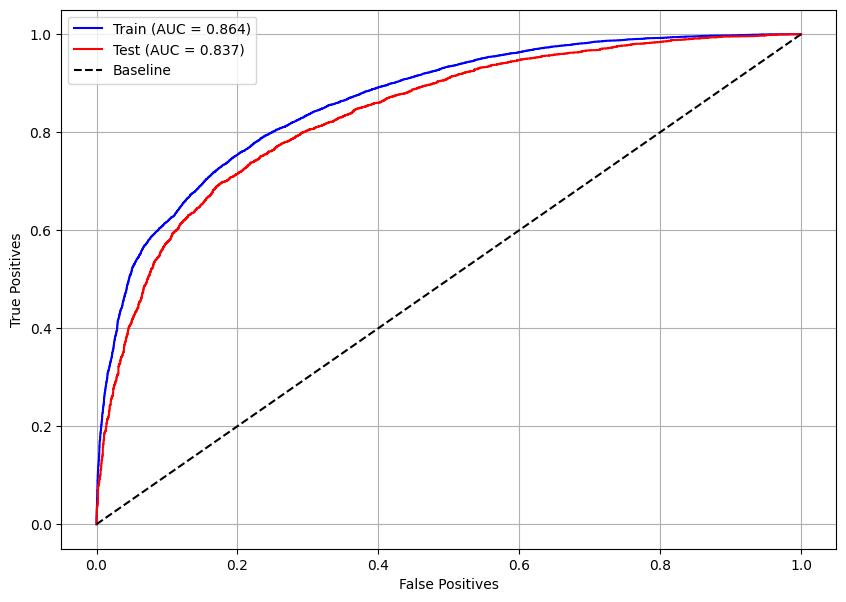 Train (AUC = 0.864)
Test (AUC = 0.837)
Baseline
1.0
0.8
0.6
0.4
0.2
0.0
True Positives
0.0 0.2 0.4 0.6 0.8 1.0
False Positives